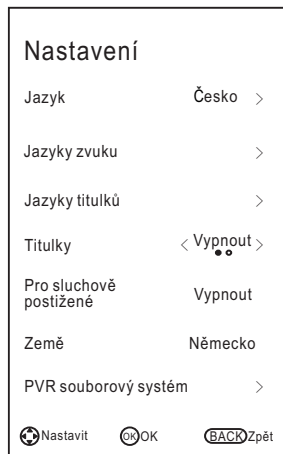 Nastavení
Jazyk Česko >
Jazyky zvuku >
Jazyky titulků >
Titulky < Vypnout >
Pro sluchově
postižené Vypnout
Země Německo
PVR souborový systém >
Nastavit OK OK BACK Zpět